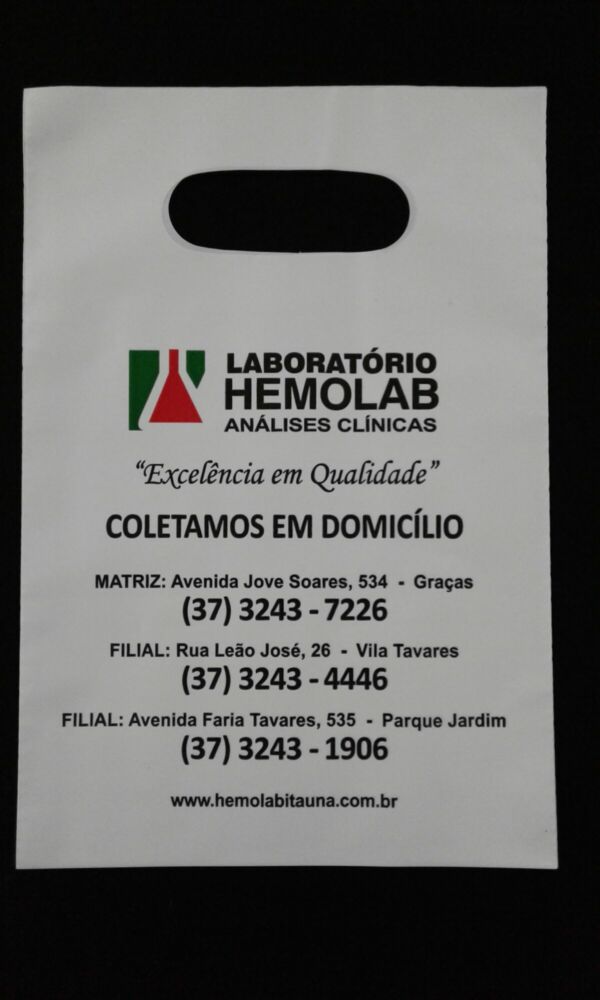 LABORATÓRIO
HEMOLAB
ANÁLISES CLÍNICAS
“Excelência em Qualidade”
COLETAMOS EM DOMICÍLIO
MATRIZ: Avenida Jove Soares, 534 - Graças
(37) 3243 - 7226
FILIAL: Rua Leão José, 26 - Vila Tavares
(37) 3243 - 4446
FILIAL: Avenida Faria Tavares, 535 - Parque Jardim
(37) 3243 - 1906
www.hemolabitauna.com.br